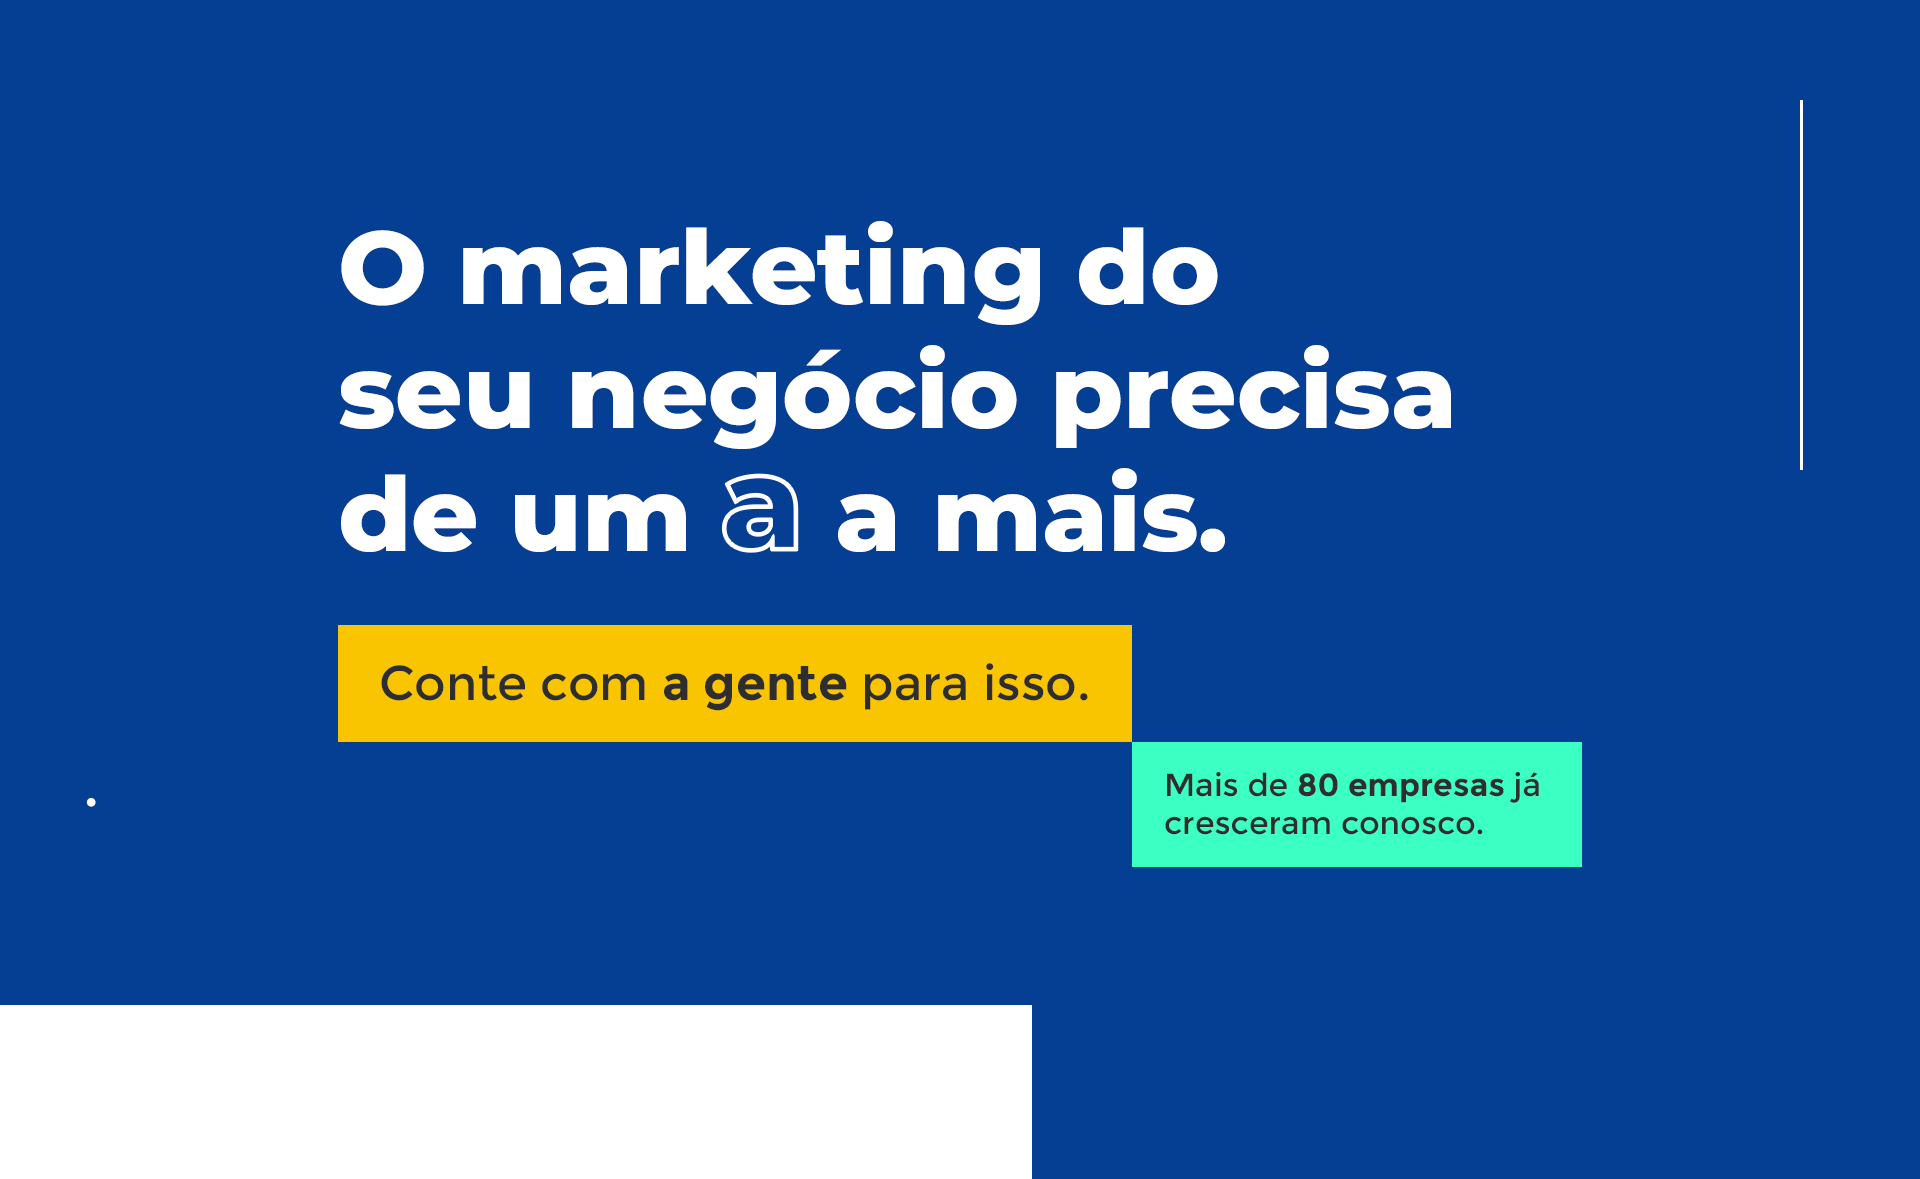 O marketing do
seu negócio precisa
de um a a mais.
Conte com a gente para isso.
Mais de 80 empresas já
cresceram conosco.